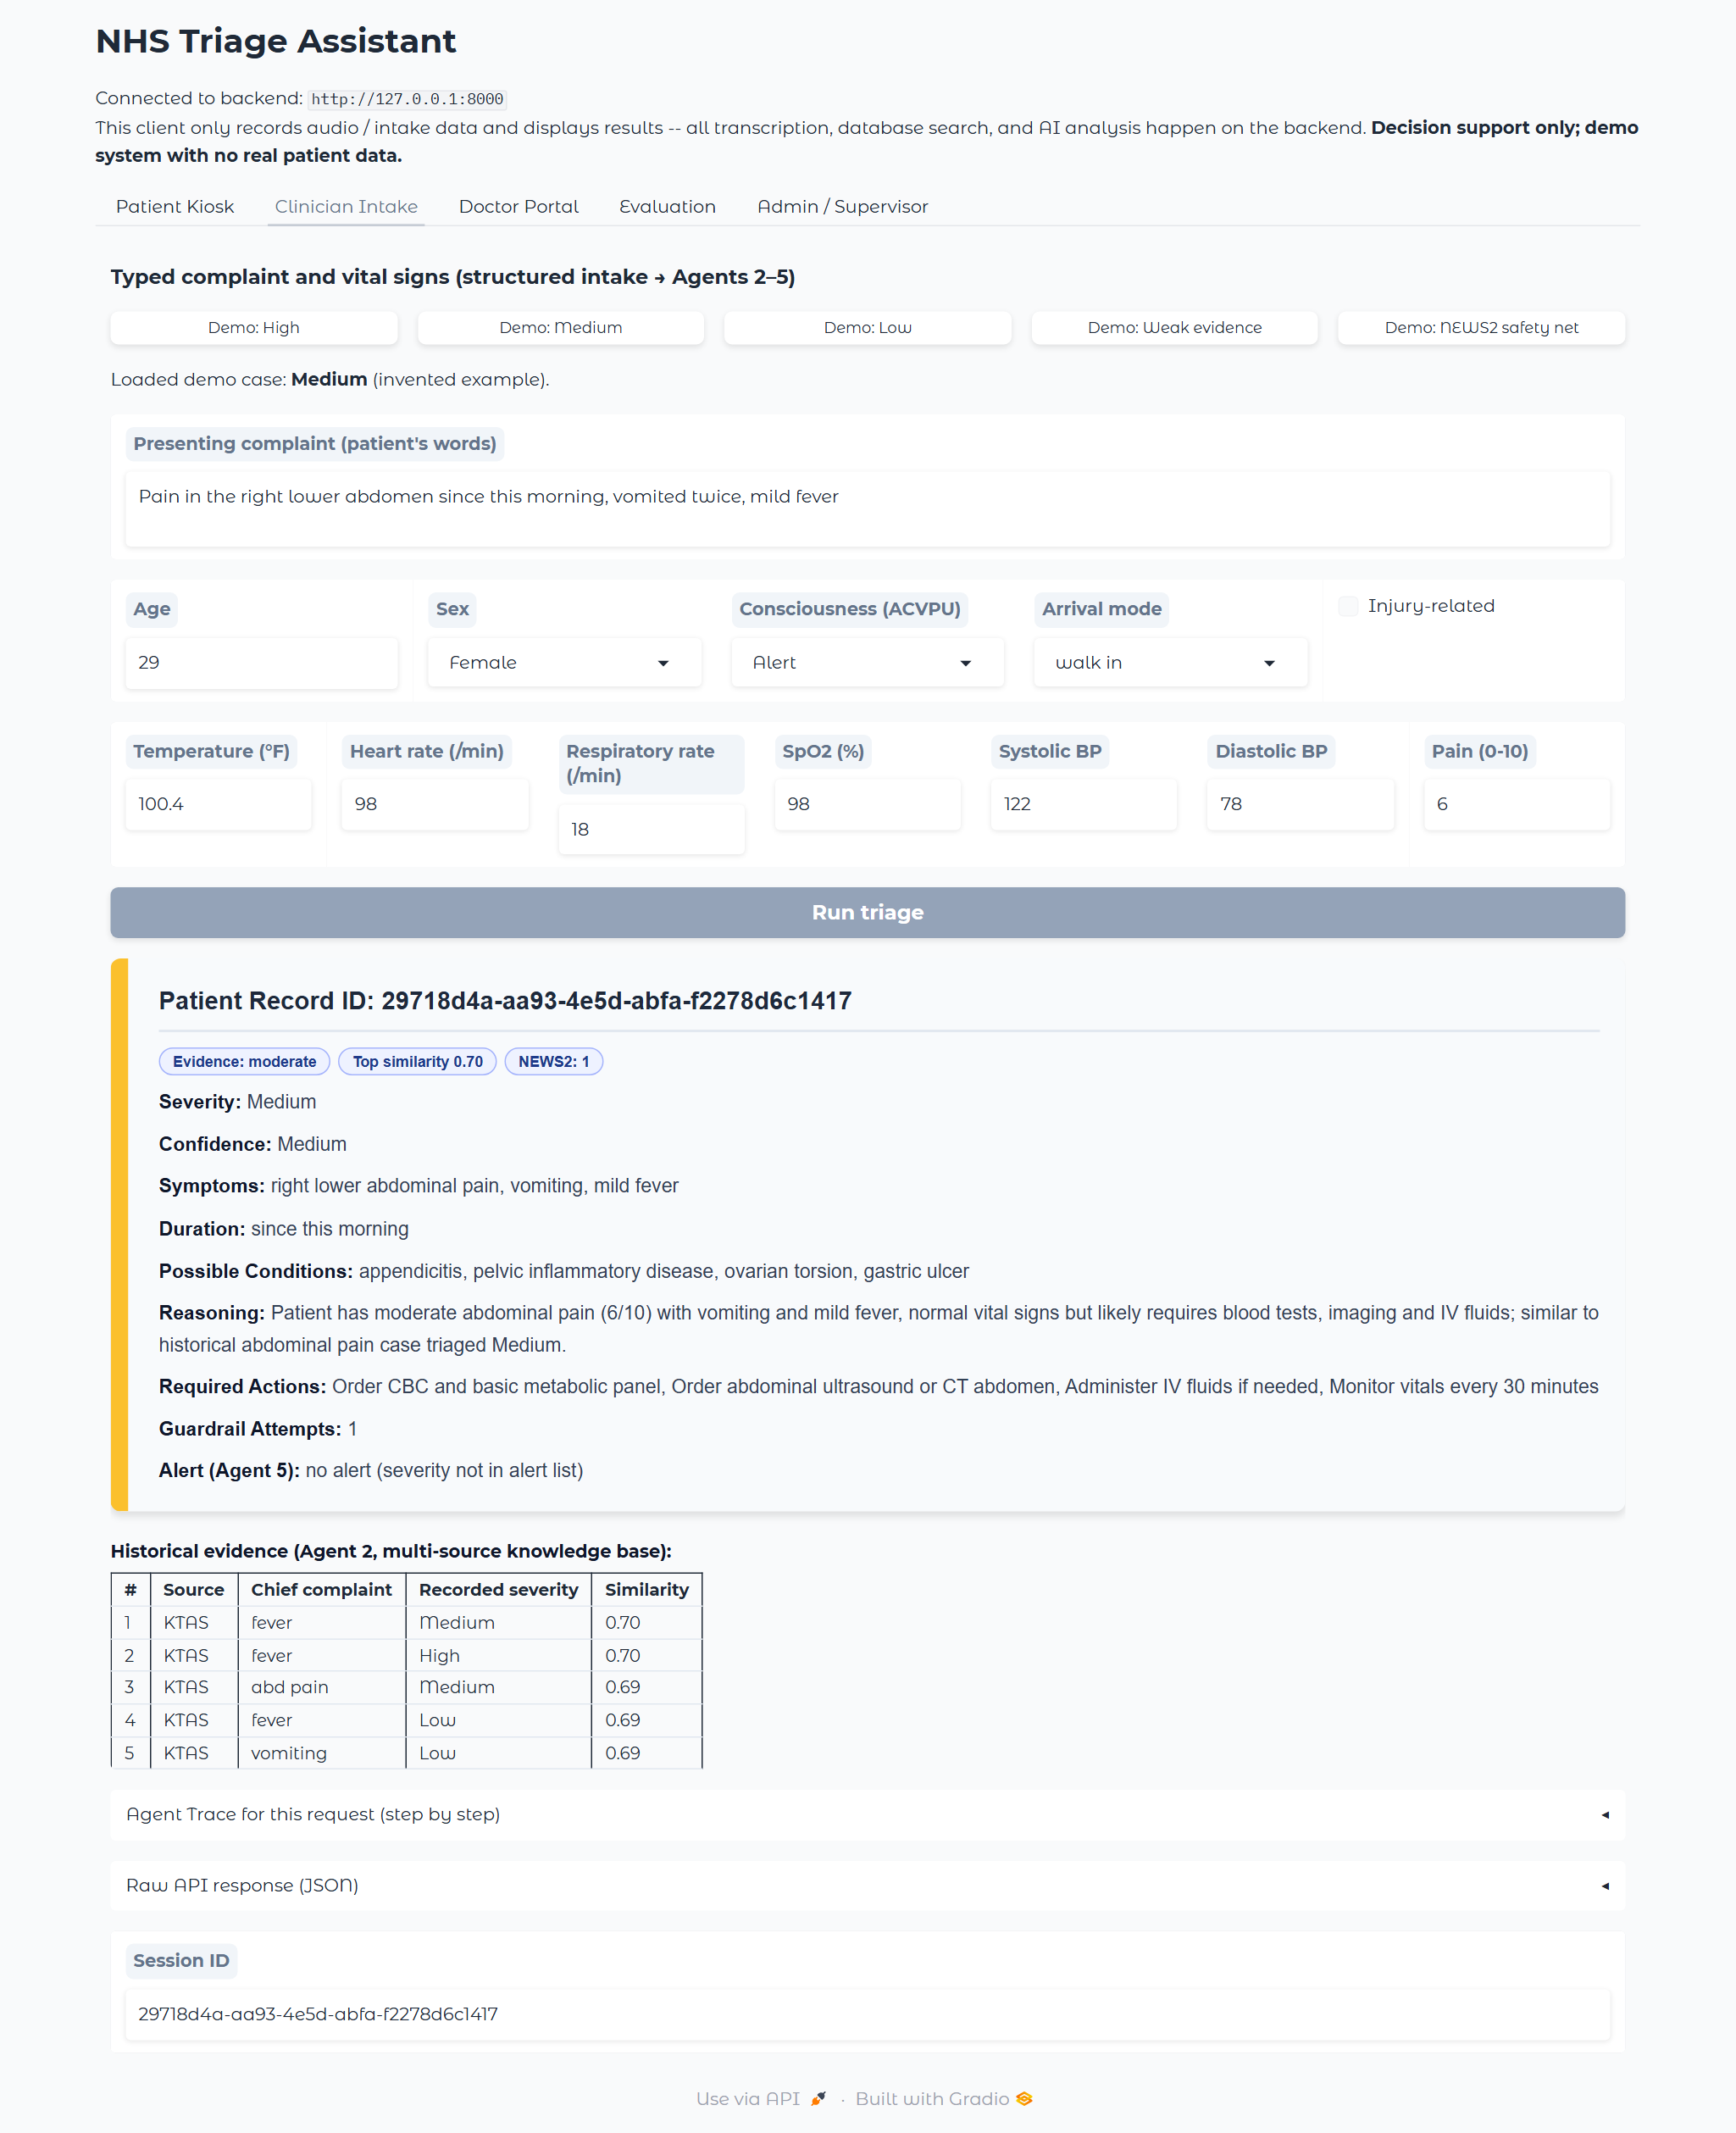 NHS Triage Assistant
Connected to backend: http://127.0.0.1:8000
This client only records audio / intake data and displays results -- all transcription, database search, and AI analysis happen on the backend. Decision support only; demo
system with no real patient data.
Patient Kiosk
Clinician Intake
Doctor Portal
Evaluation
Admin / Supervisor
Typed complaint and vital signs (structured intake → Agents 2–5)
Demo: High
Demo: Medium
Demo: Low
Demo: Weak evidence
Demo: NEWS2 safety net
Loaded demo case: Medium (invented example).
Presenting complaint (patient's words)
Pain in the right lower abdomen since this morning, vomited twice, mild fever
Age
29
Sex
Female
Consciousness (ACVPU)
Alert
Arrival mode
walk in
Injury-related
Temperature (°F)
100.4
Heart rate (/min)
98
Respiratory rate
(/min)
18
SpO2 (%)
98
Systolic BP
122
Diastolic BP
78
Pain (0-10)
6
Run triage
Patient Record ID: 29718d4a-aa93-4e5d-abfa-f2278d6c1417
Evidence: moderate
Top similarity 0.70
NEWS2: 1
Severity: Medium
Confidence: Medium
Symptoms: right lower abdominal pain, vomiting, mild fever
Duration: since this morning
Possible Conditions: appendicitis, pelvic inflammatory disease, ovarian torsion, gastric ulcer
Reasoning: Patient has moderate abdominal pain (6/10) with vomiting and mild fever, normal vital signs but likely requires blood tests, imaging and IV fluids; similar to
historical abdominal pain case triaged Medium.
Required Actions: Order CBC and basic metabolic panel, Order abdominal ultrasound or CT abdomen, Administer IV fluids if needed, Monitor vitals every 30 minutes
Guardrail Attempts: 1
Alert (Agent 5): no alert (severity not in alert list)
Historical evidence (Agent 2, multi-source knowledge base):
# Source Chief complaint Recorded severity Similarity
1 KTAS fever Medium 0.70
2 KTAS fever High 0.70
3 KTAS abd pain Medium 0.69
4 KTAS fever Low 0.69
5 KTAS vomiting Low 0.69
Agent Trace for this request (step by step)
Raw API response (JSON)
Session ID
29718d4a-aa93-4e5d-abfa-f2278d6c1417
Use via API · Built with Gradio